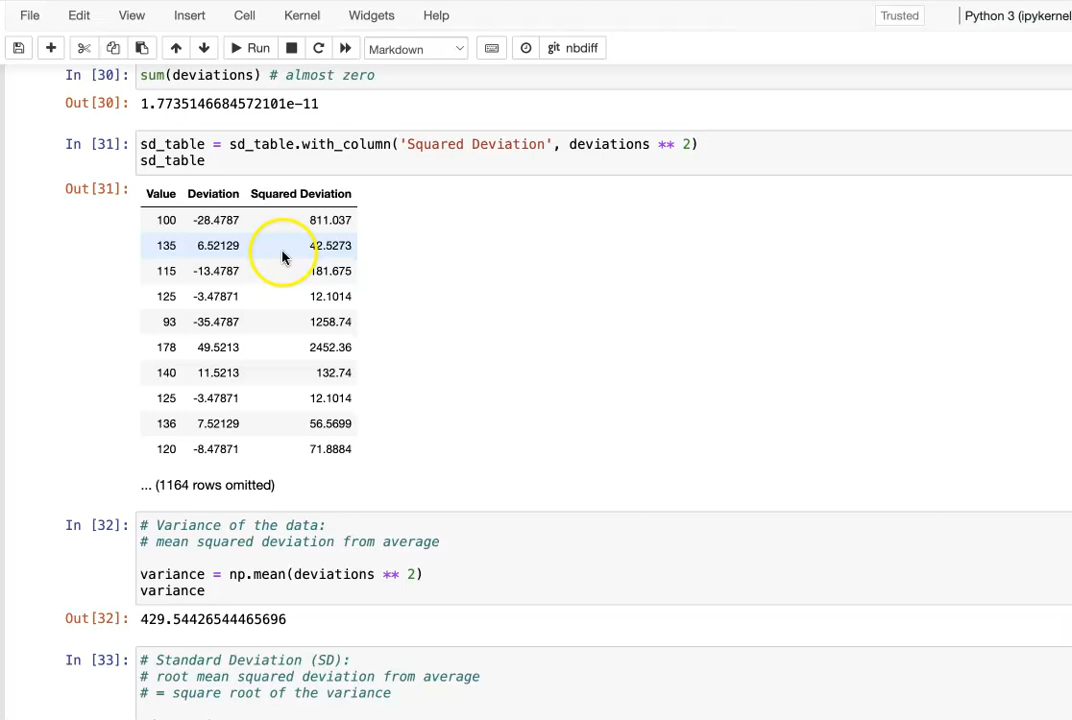 File Edit View Insert Cell Kernel Widgets Help Trusted Python 3 (ipykernel
Run Markdown git nbdiff
In [30]: sum(deviations) # almost zero
Out[30]: 1.7735146684572101e-11
In [31]: sd_table = sd_table.with_column('Squared Deviation', deviations ** 2)
sd_table
Out[31]: Value Deviation Squared Deviation
100 -28.4787 811.037
135 6.52129 42.5273
115 -13.4787 181.675
125 -3.47871 12.1014
93 -35.4787 1258.74
178 49.5213 2452.36
140 11.5213 132.74
125 -3.47871 12.1014
136 7.52129 56.5699
120 -8.47871 71.8884
... (1164 rows omitted)
In [32]: # Variance of the data:
# mean squared deviation from average
variance = np.mean(deviations ** 2)
variance
Out[32]: 429.54426544465696
In [33]: # Standard Deviation (SD):
# root mean squared deviation from average
# = square root of the variance